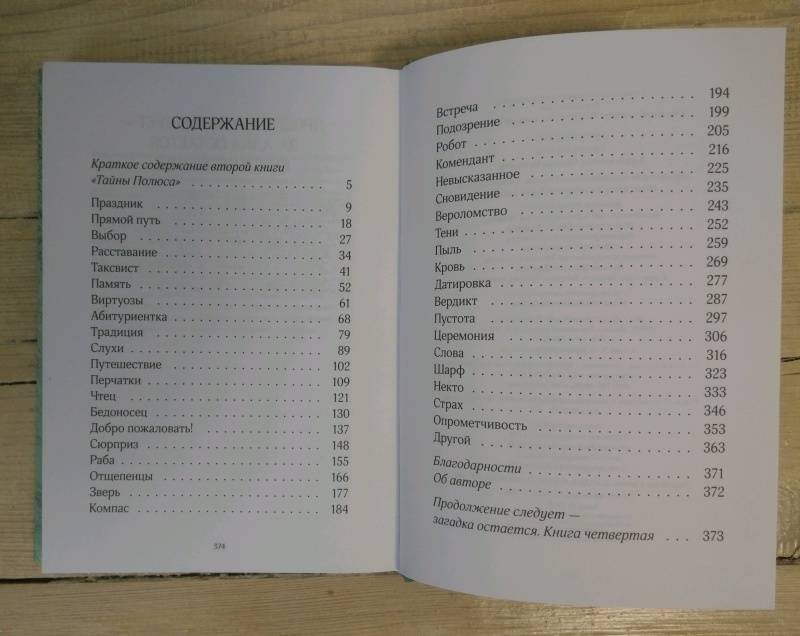 СОДЕРЖАНИЕ
Краткое содержание второй книги
«Тайны Полюса» . . . . . . . . . . . . . . . . 5
Праздник . . . . . . . . . . . . . . . . 9
Прямой путь . . . . . . . . . . . . . . . . 18
Выбор . . . . . . . . . . . . . . . . 27
Расставание . . . . . . . . . . . . . . . . 34
Таксвист . . . . . . . . . . . . . . . . 41
Память . . . . . . . . . . . . . . . . 52
Виртуозы . . . . . . . . . . . . . . . . 61
Абитуриентка . . . . . . . . . . . . . . . . 68
Традиция . . . . . . . . . . . . . . . . 79
Слухи . . . . . . . . . . . . . . . . 89
Путешествие . . . . . . . . . . . . . . . . 102
Перчатки . . . . . . . . . . . . . . . . 109
Чтец . . . . . . . . . . . . . . . . 121
Бедоносец . . . . . . . . . . . . . . . . 130
Добро пожаловать! . . . . . . . . . . . . . . . . 137
Сюрприз . . . . . . . . . . . . . . . . 148
Раба . . . . . . . . . . . . . . . . 155
Отщепенцы . . . . . . . . . . . . . . . . 166
Зверь . . . . . . . . . . . . . . . . 177
Компас . . . . . . . . . . . . . . . . 184
374
Встреча . . . . . . . . . . . . . . . . 194
Подозрение . . . . . . . . . . . . . . . . 199
Робот . . . . . . . . . . . . . . . . 205
Комендант . . . . . . . . . . . . . . . . 216
Невысказанное . . . . . . . . . . . . . . . . 225
Сновидение . . . . . . . . . . . . . . . . 235
Вероломство . . . . . . . . . . . . . . . . 243
Тени . . . . . . . . . . . . . . . . 252
Пыль . . . . . . . . . . . . . . . . 259
Кровь . . . . . . . . . . . . . . . . 269
Датировка . . . . . . . . . . . . . . . . 277
Вердикт . . . . . . . . . . . . . . . . 287
Пустота . . . . . . . . . . . . . . . . 297
Церемония . . . . . . . . . . . . . . . . 306
Слова . . . . . . . . . . . . . . . . 316
Шарф . . . . . . . . . . . . . . . . 323
Некто . . . . . . . . . . . . . . . . 333
Страх . . . . . . . . . . . . . . . . 346
Опрометчивость . . . . . . . . . . . . . . . . 353
Другой . . . . . . . . . . . . . . . . 363
Благодарности . . . . . . . . . . . . . . . . 371
Об авторе . . . . . . . . . . . . . . . . 372
Продолжение следует —
загадка остается. Книга четвертая . . . 373